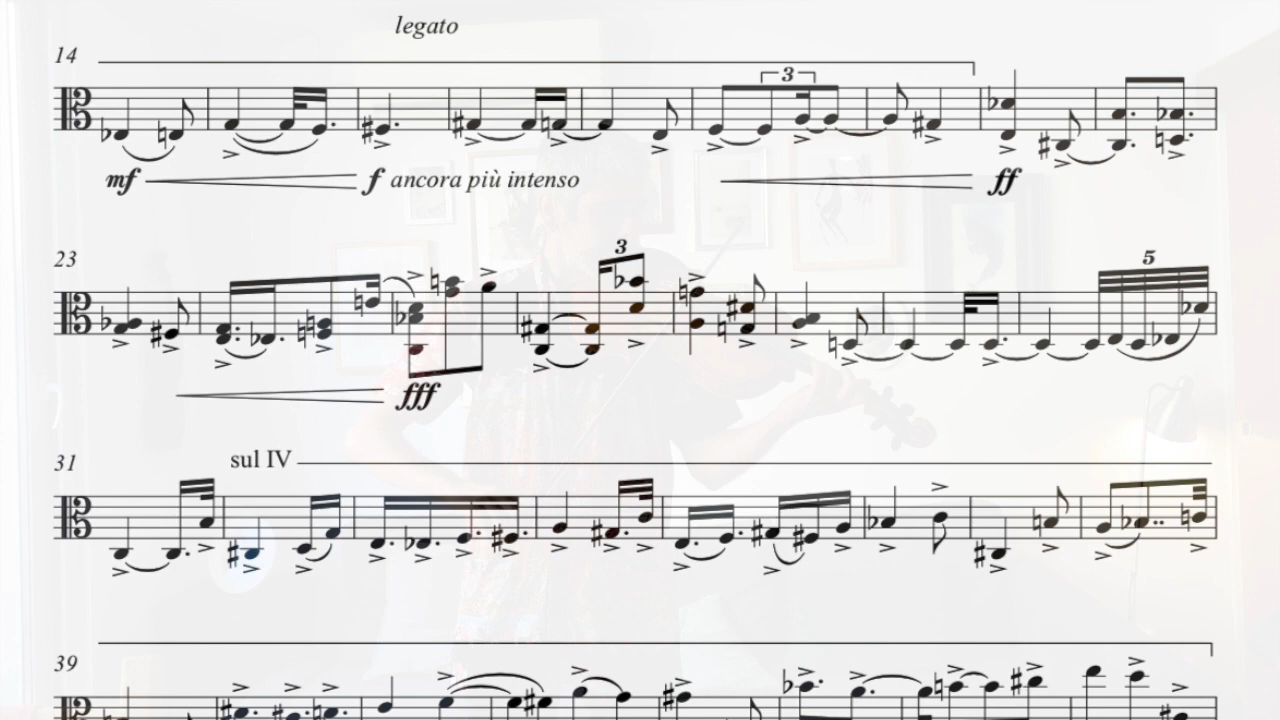 legato
14
3
mf f ancora più intenso ff
23
3
5
fff
31
sul IV
39